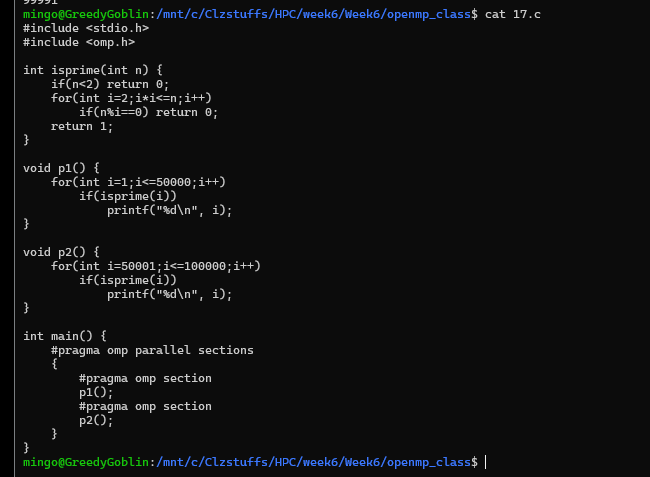 99991
mingo@GreedyGoblin:/mnt/c/Clzstuffs/HPC/week6/Week6/openmp_class$ cat 17.c
#include <stdio.h>
#include <omp.h>

int isprime(int n) {
    if(n<2) return 0;
    for(int i=2;i*i<=n;i++)
        if(n%i==0) return 0;
    return 1;
}

void p1() {
    for(int i=1;i<=50000;i++)
        if(isprime(i))
            printf("%d\n", i);
}

void p2() {
    for(int i=50001;i<=100000;i++)
        if(isprime(i))
            printf("%d\n", i);
}

int main() {
    #pragma omp parallel sections
    {
        #pragma omp section
        p1();
        #pragma omp section
        p2();
    }
}
mingo@GreedyGoblin:/mnt/c/Clzstuffs/HPC/week6/Week6/openmp_class$